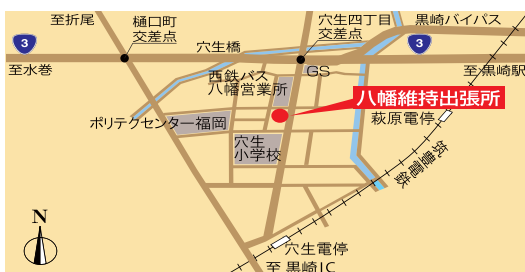 至折尾
樋口町
交差点
穴生四丁目
交差点
黒崎バイパス
3
穴生橋
3
至水巻
西鉄バス
八幡営業所
GS
至 黒崎駅
八幡維持出張所
ポリテクセンター福岡
萩原電停
穴生
小学校
筑豊電鉄
N
穴生電停
至 黒崎IC